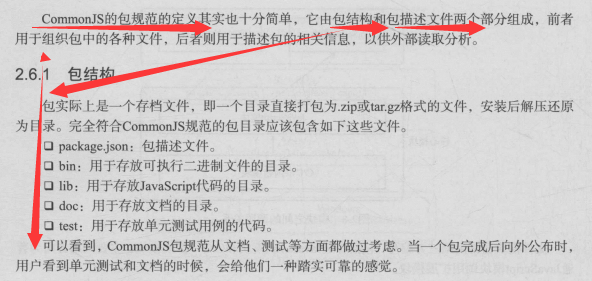 CommonJS的包规范的定义其实也十分简单，它由包结构和包描述文件两个部分组成，前者
用于组织包中的各种文件，后者则用于描述包的相关信息，以供外部读取分析。
2.6.1 包结构
包实际上是一个存档文件，即一个目录直接打包为.zip或tar.gz格式的文件，安装后解压还原
为目录。完全符合CommonJS规范的包目录应该包含如下这些文件。
❑ package.json：包描述文件。
❑ bin：用于存放可执行二进制文件的目录。
❑ lib：用于存放JavaScript代码的目录。
❑ doc：用于存放文档的目录。
❑ test：用于存放单元测试用例的代码。
可以看到，CommonJS包规范从文档、测试等方面都做过考虑。当一个包完成后向外公布时，
用户看到单元测试和文档的时候，会给他们一种踏实可靠的感觉。